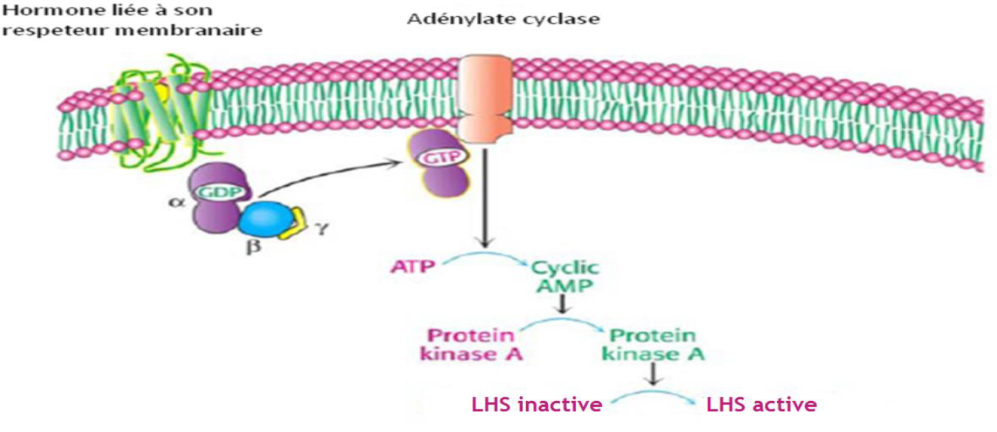 Hormone liée à son
respeteur membranaire
Adénylate cyclase
GTP
GDP
α
β
γ
ATP
Cyclic
AMP
Protein
kinase A
Protein
kinase A
LHS inactive
LHS active